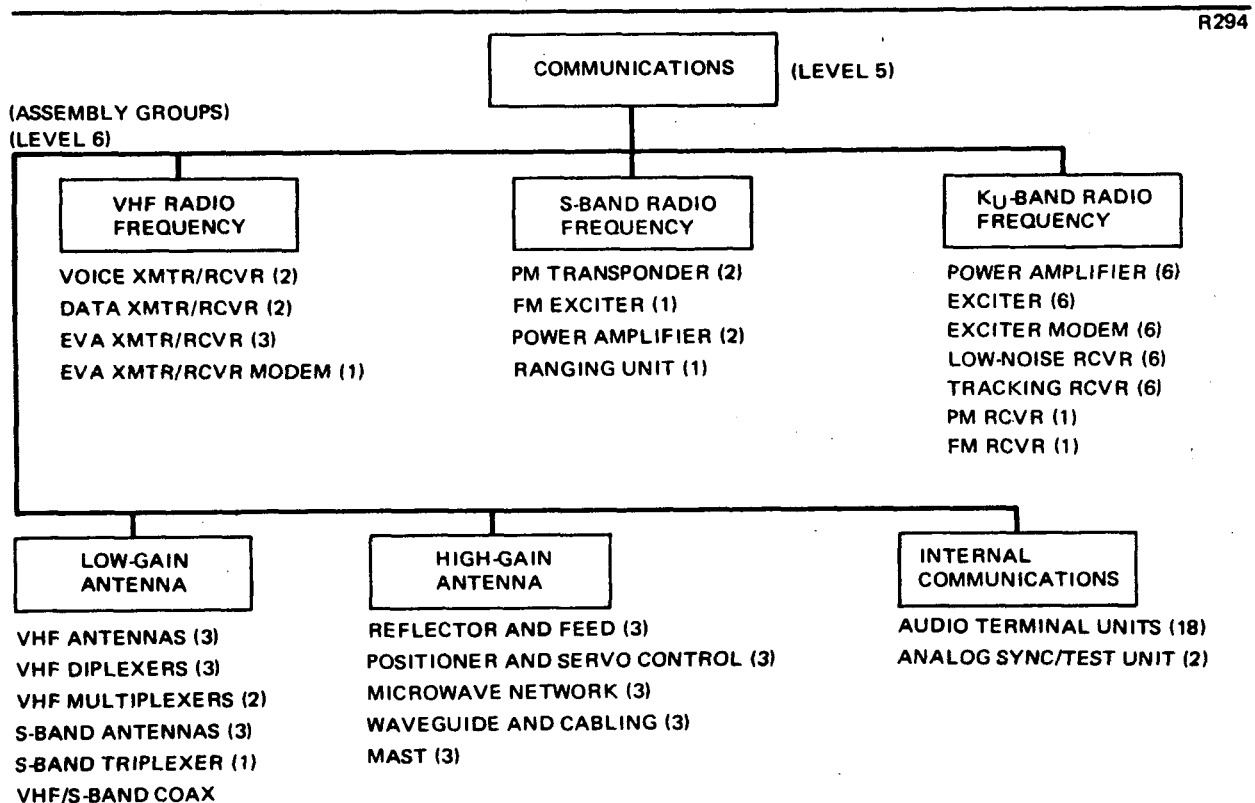 R294
COMMUNICATIONS
(LEVEL 5)
(ASSEMBLY GROUPS)
(LEVEL 6)
VHF RADIO
FREQUENCY
VOICE XMTR/RCVR (2)
DATA XMTR/RCVR (2)
EVA XMTR/RCVR (3)
EVA XMTR/RCVR MODEM (1)
S-BAND RADIO
FREQUENCY
PM TRANSPONDER (2)
FM EXCITER (1)
POWER AMPLIFIER (2)
RANGING UNIT (1)
KU-BAND RADIO
FREQUENCY
POWER AMPLIFIER (6)
EXCITER (6)
EXCITER MODEM (6)
LOW-NOISE RCVR (6)
TRACKING RCVR (6)
PM RCVR (1)
FM RCVR (1)
LOW-GAIN
ANTENNA
VHF ANTENNAS (3)
VHF DIPLEXERS (3)
VHF MULTIPLEXERS (2)
S-BAND ANTENNAS (3)
S-BAND TRIPLEXER (1)
VHF/S-BAND COAX
HIGH-GAIN
ANTENNA
REFLECTOR AND FEED (3)
POSITIONER AND SERVO CONTROL (3)
MICROWAVE NETWORK (3)
WAVEGUIDE AND CABLING (3)
MAST (3)
INTERNAL
COMMUNICATIONS
AUDIO TERMINAL UNITS (18)
ANALOG SYNC/TEST UNIT (2)